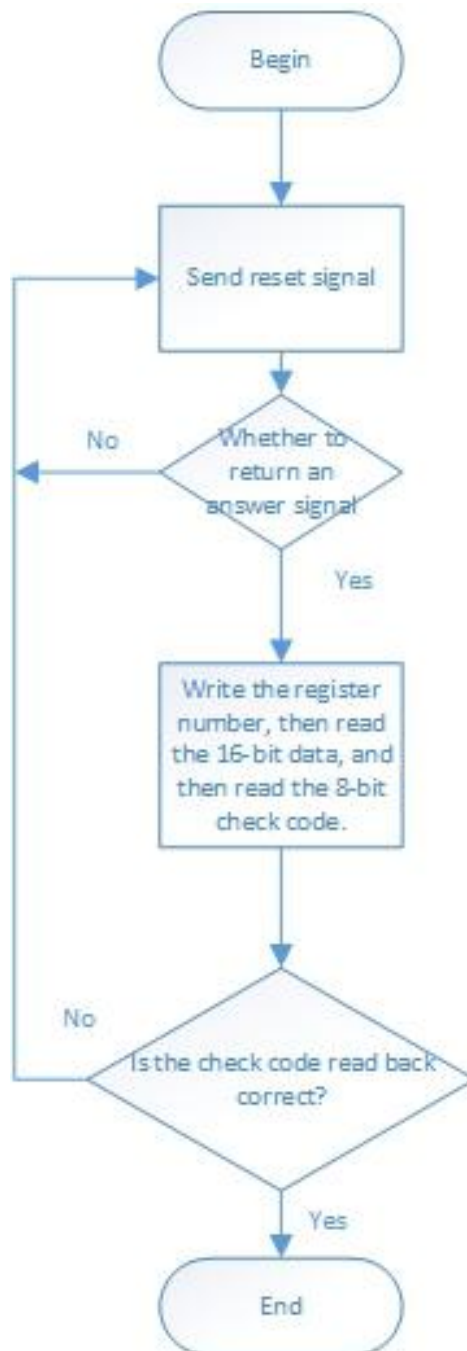 Begin
Send reset signal
No
Whether to
return an
answer signal
Yes
Write the register
number, then read
the 16-bit data, and
then read the 8-bit
check code.
No
Is the check code read back
correct?
Yes
End